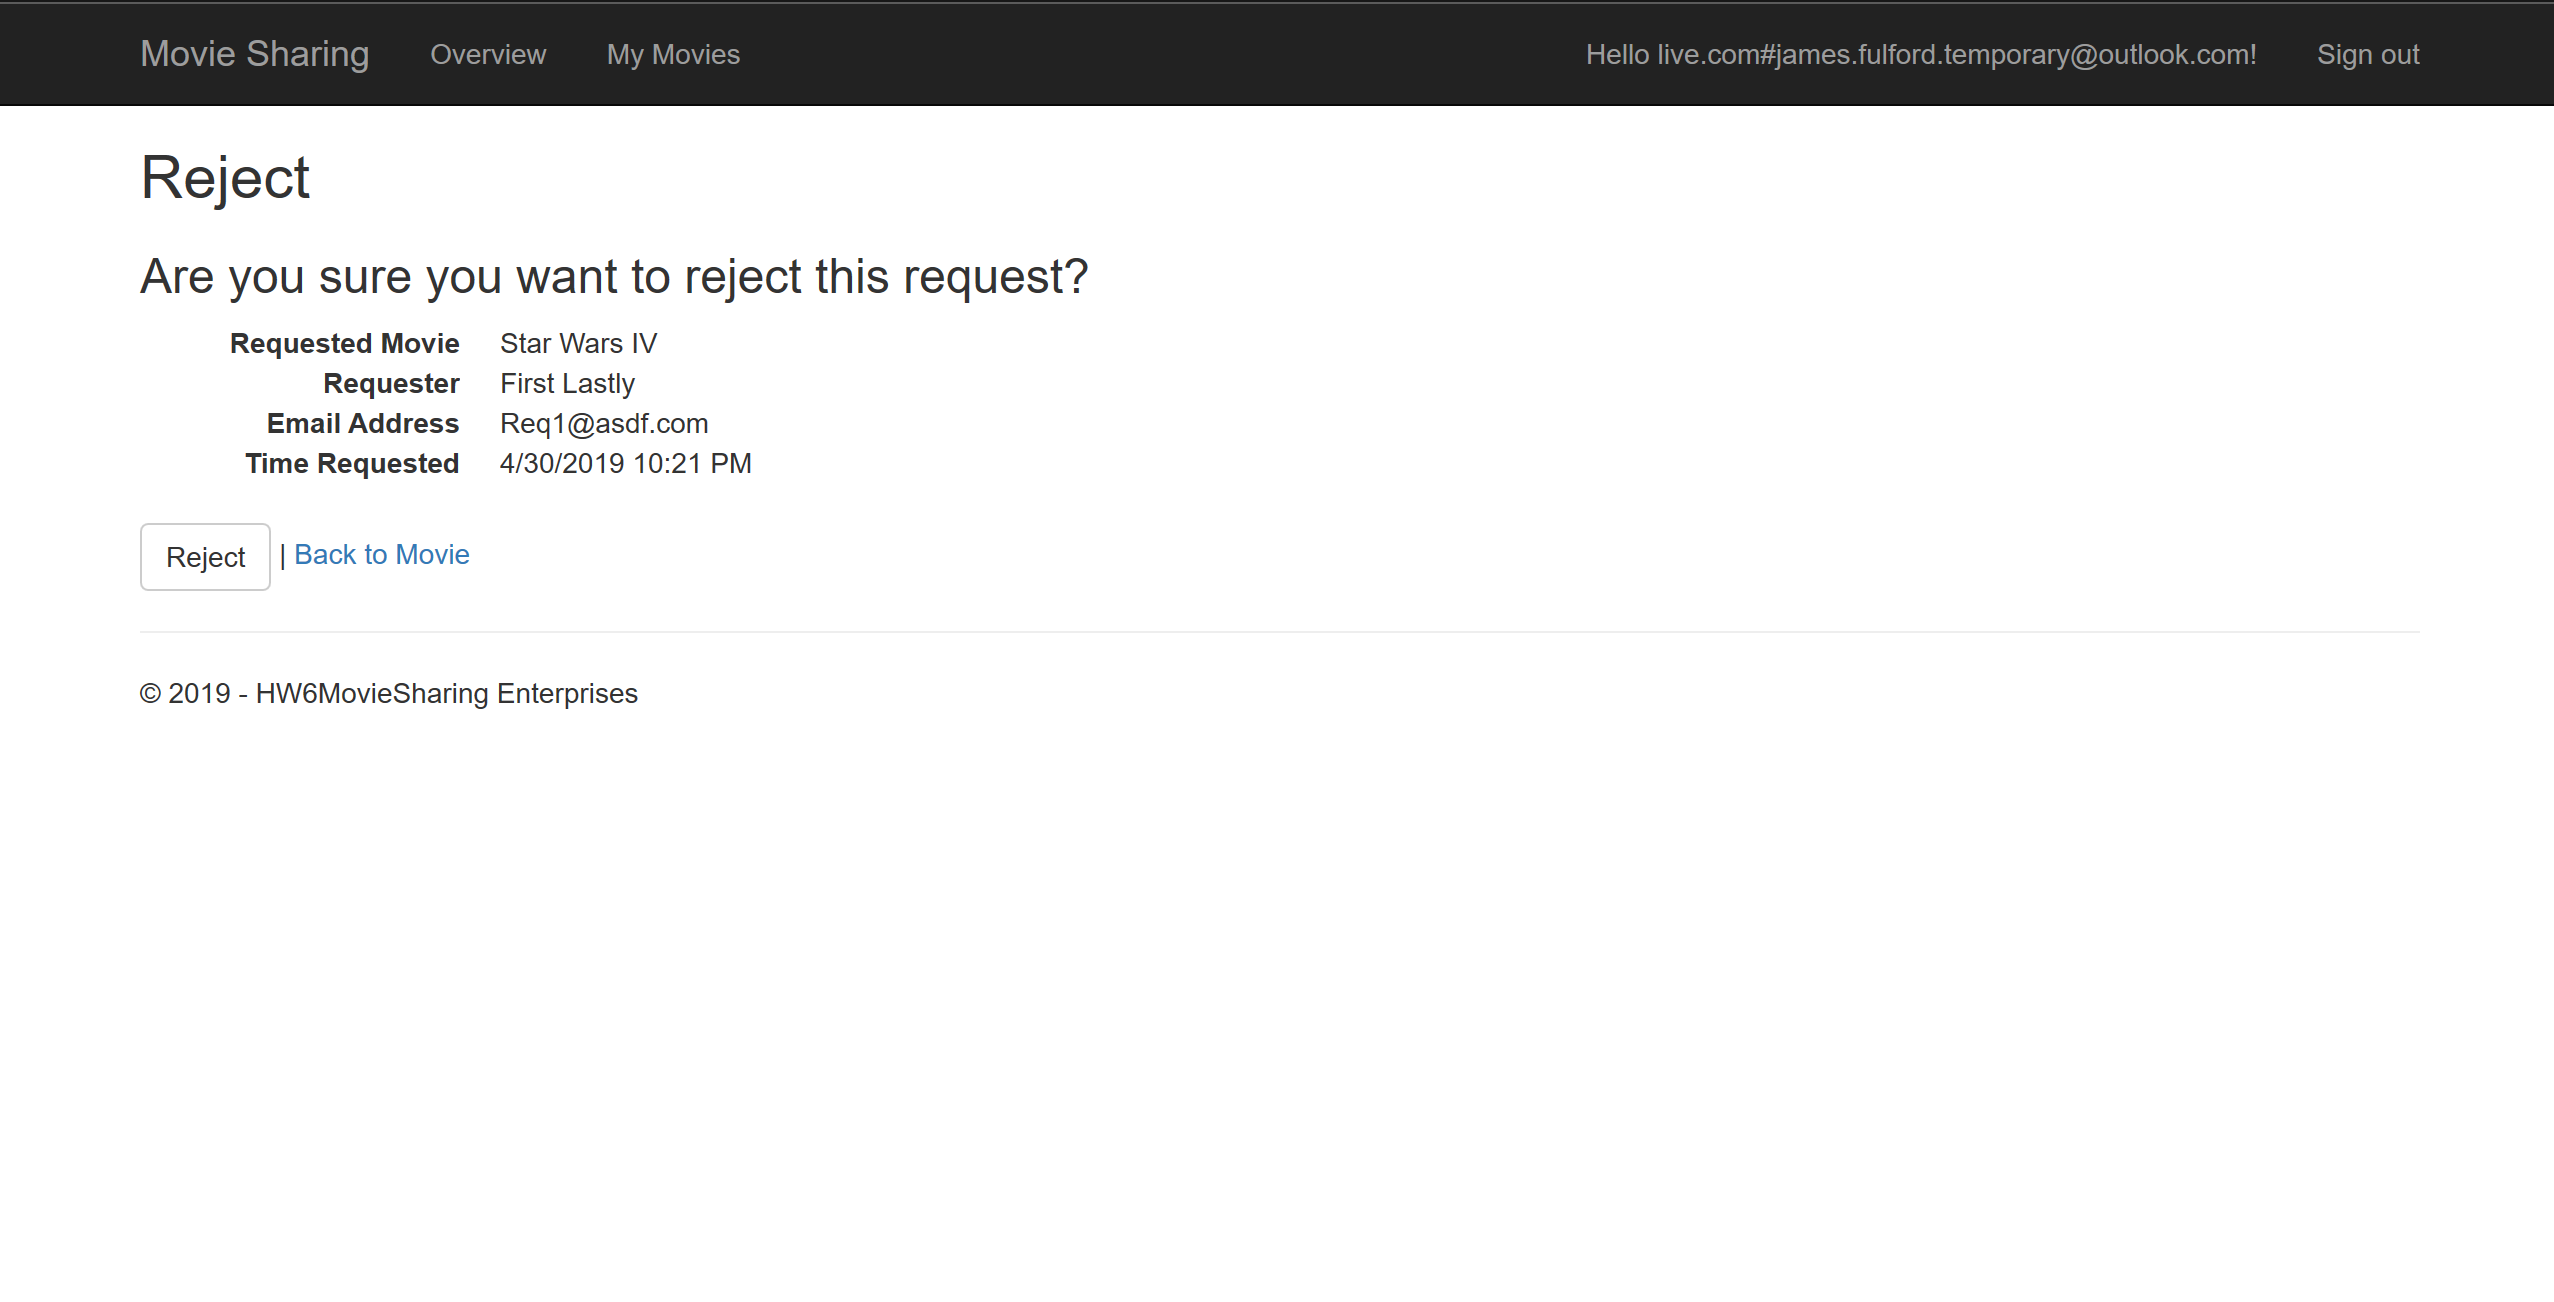 Movie Sharing Overview My Movies Hello live.com#james.fulford.temporary@outlook.com! Sign out
Reject
Are you sure you want to reject this request?
Requested Movie Star Wars IV
Requester First Lastly
Email Address Req1@asdf.com
Time Requested 4/30/2019 10:21 PM
Reject | Back to Movie
© 2019 - HW6MovieSharing Enterprises